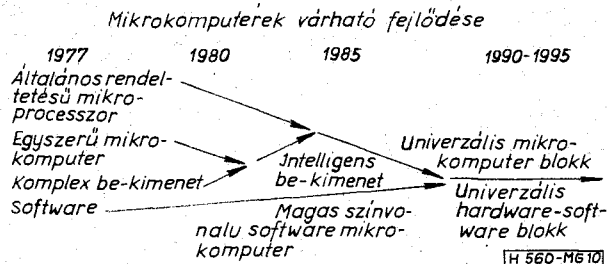 Mikrokomputerek várható fejlődése
1977 1980 1985 1990-1995
Általános rendel-
tetésű mikro-
processzor
Egyszerű mikro-
komputer
Komplex be-kimenet
Software
Intelligens
be-kimenet
Magas színvo-
nalu software mikro-
komputer
Univerzális mikro-
komputer blokk
Univerzális
hardware-soft-
ware blokk
H 560-MG10